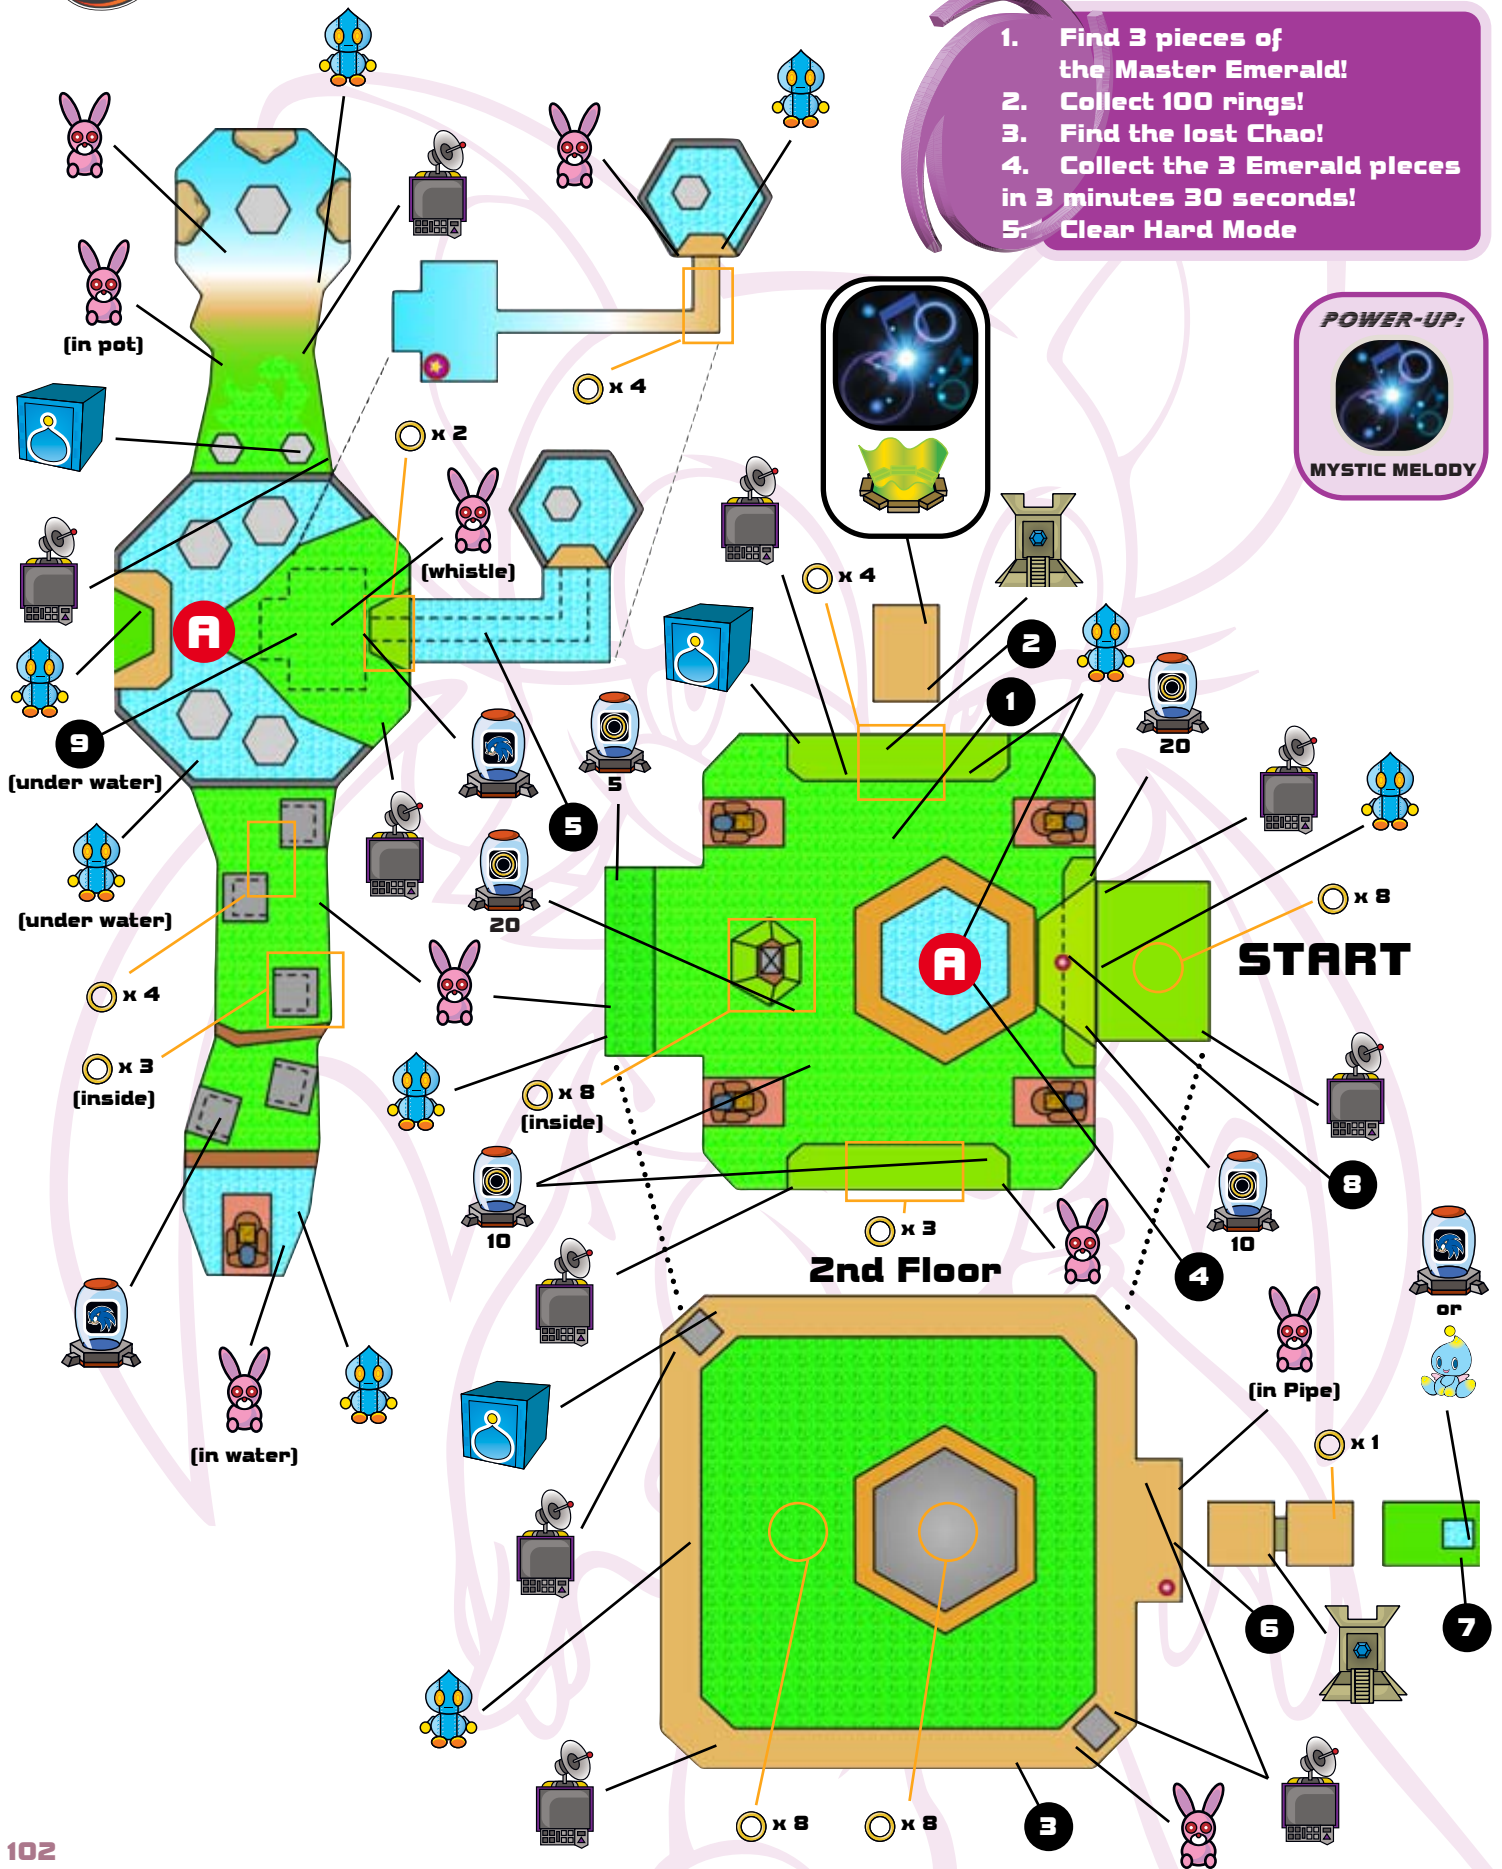 1. Find 3 pieces of
the Master Emerald!
2. Collect 100 rings!
3. Find the lost Chao!
4. Collect the 3 Emerald pieces
in 3 minutes 30 seconds!
5. Clear Hard Mode
POWER-UP:
MYSTIC MELODY
(in pot)
x 4
x 2
(whistle)
x 4
A
2
1
9
(under water)
20
5
5
(under water)
20
x 8
START
A
x 4
x 3
(inside)
x 8
(inside)
8
10
10
x 3
2nd Floor
4
or
(in Pipe)
x 1
(in water)
6
7
x 8
x 8
3
102